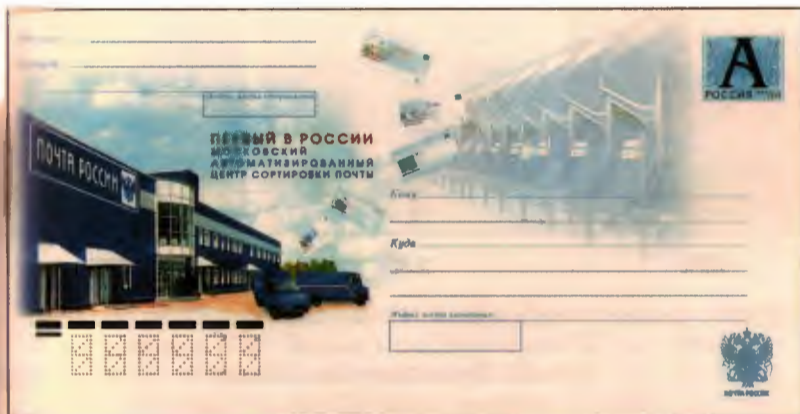 А
РОССИЯ
ПЕРВЫЙ В РОССИИ
МОСКОВСКИЙ
АВТОМАТИЗИРОВАННЫЙ
ЦЕНТР СОРТИРОВКИ ПОЧТЫ
ПОЧТА РОССИИ
Кому
Куда
ПОЧТА РОССИИ